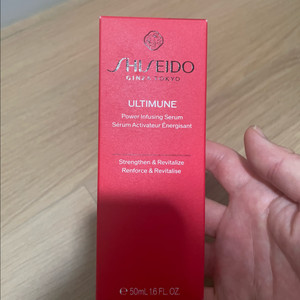 SHISEIDO
GINZA TOKYO
ULTIMUNE
Power Infusing Serum
Sérum Activateur Énergisant
Strengthen & Revitalize
Renforce & Revitalise
℮ 50mL 1.6 FL. OZ.